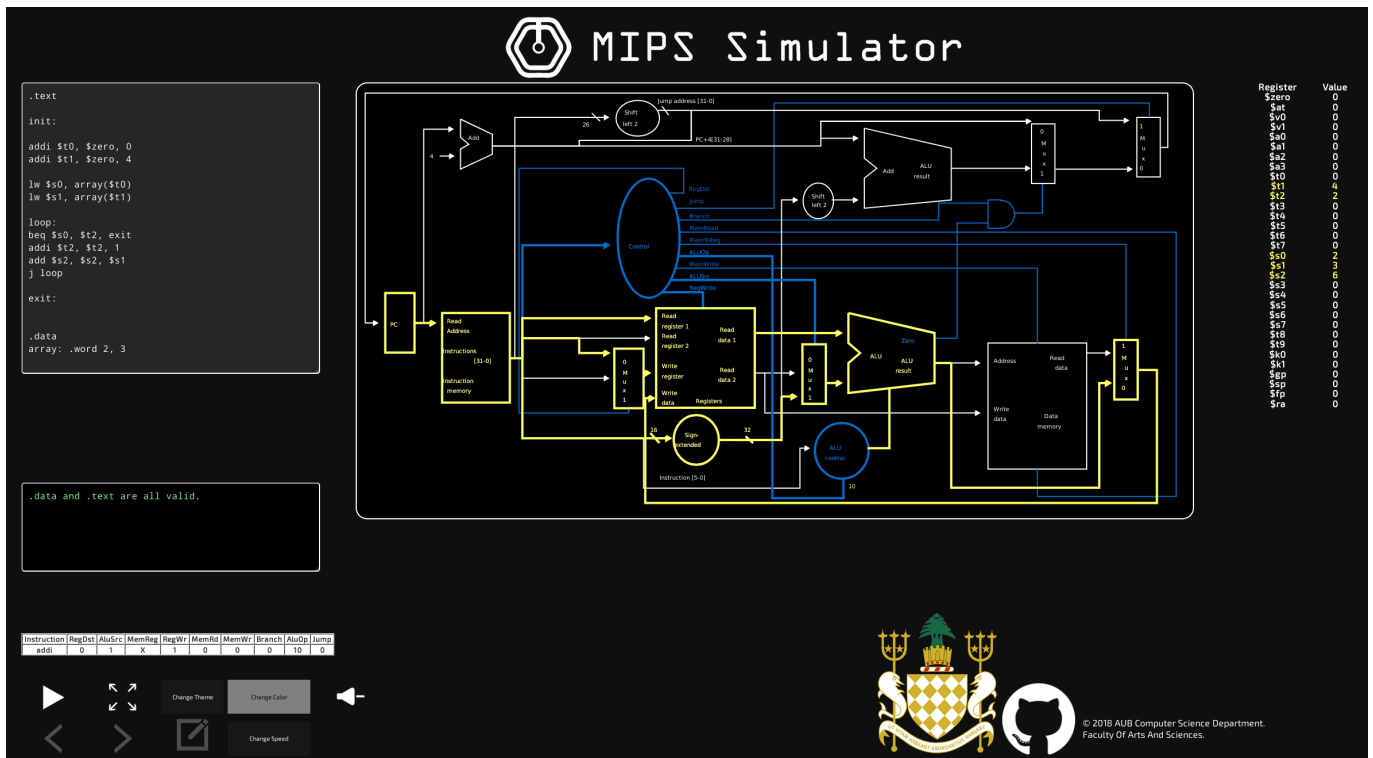 MIPS Simulator
.text
init:
addi $t0, $zero, 0
addi $t1, $zero, 4
lw $s0, array($t0)
lw $s1, array($t1)
loop:
beq $s0, $t2, exit
addi $t2, $t2, 1
add $s2, $s2, $s1
j loop
exit:
.data
array: .word 2, 3
.data and .text are all valid.
Instruction RegDst AluSrc MemReg RegWr MemRd MemWr Branch AluOp Jump
addi 0 1 X 1 0 0 0 10 0
Change Theme
Change Color
Change Speed
Jump address [31-0]
Shift
left 2
26
Add
4
PC+4[31-28]
Add
ALU
result
0
M
u
x
1
1
M
u
x
0
Shift
left 2
RegDst
Jump
Branch
MemRead
MemToReg
ALUOp
MemWrite
ALUSrc
RegWrite
Control
PC
Read
Address
Instructions
[31-0]
Instruction
memory
0
M
u
x
1
Read
register 1
Read
register 2
Write
register
Write
data
Read
data 1
Read
data 2
Registers
0
M
u
x
1
Zero
ALU
ALU
result
Address
Read
data
Write
data
Data
memory
1
M
u
x
0
16
Sign-
extended
32
ALU
control
Instruction [5-0]
10
Register Value
$zero 0
$at 0
$v0 0
$v1 0
$a0 0
$a1 0
$a2 0
$a3 0
$t0 0
$t1 4
$t2 2
$t3 0
$t4 0
$t5 0
$t6 0
$t7 0
$s0 2
$s1 3
$s2 6
$s3 0
$s4 0
$s5 0
$s6 0
$s7 0
$t8 0
$t9 0
$k0 0
$k1 0
$gp 0
$sp 0
$fp 0
$ra 0
© 2018 AUB Computer Science Department.
Faculty Of Arts And Sciences.